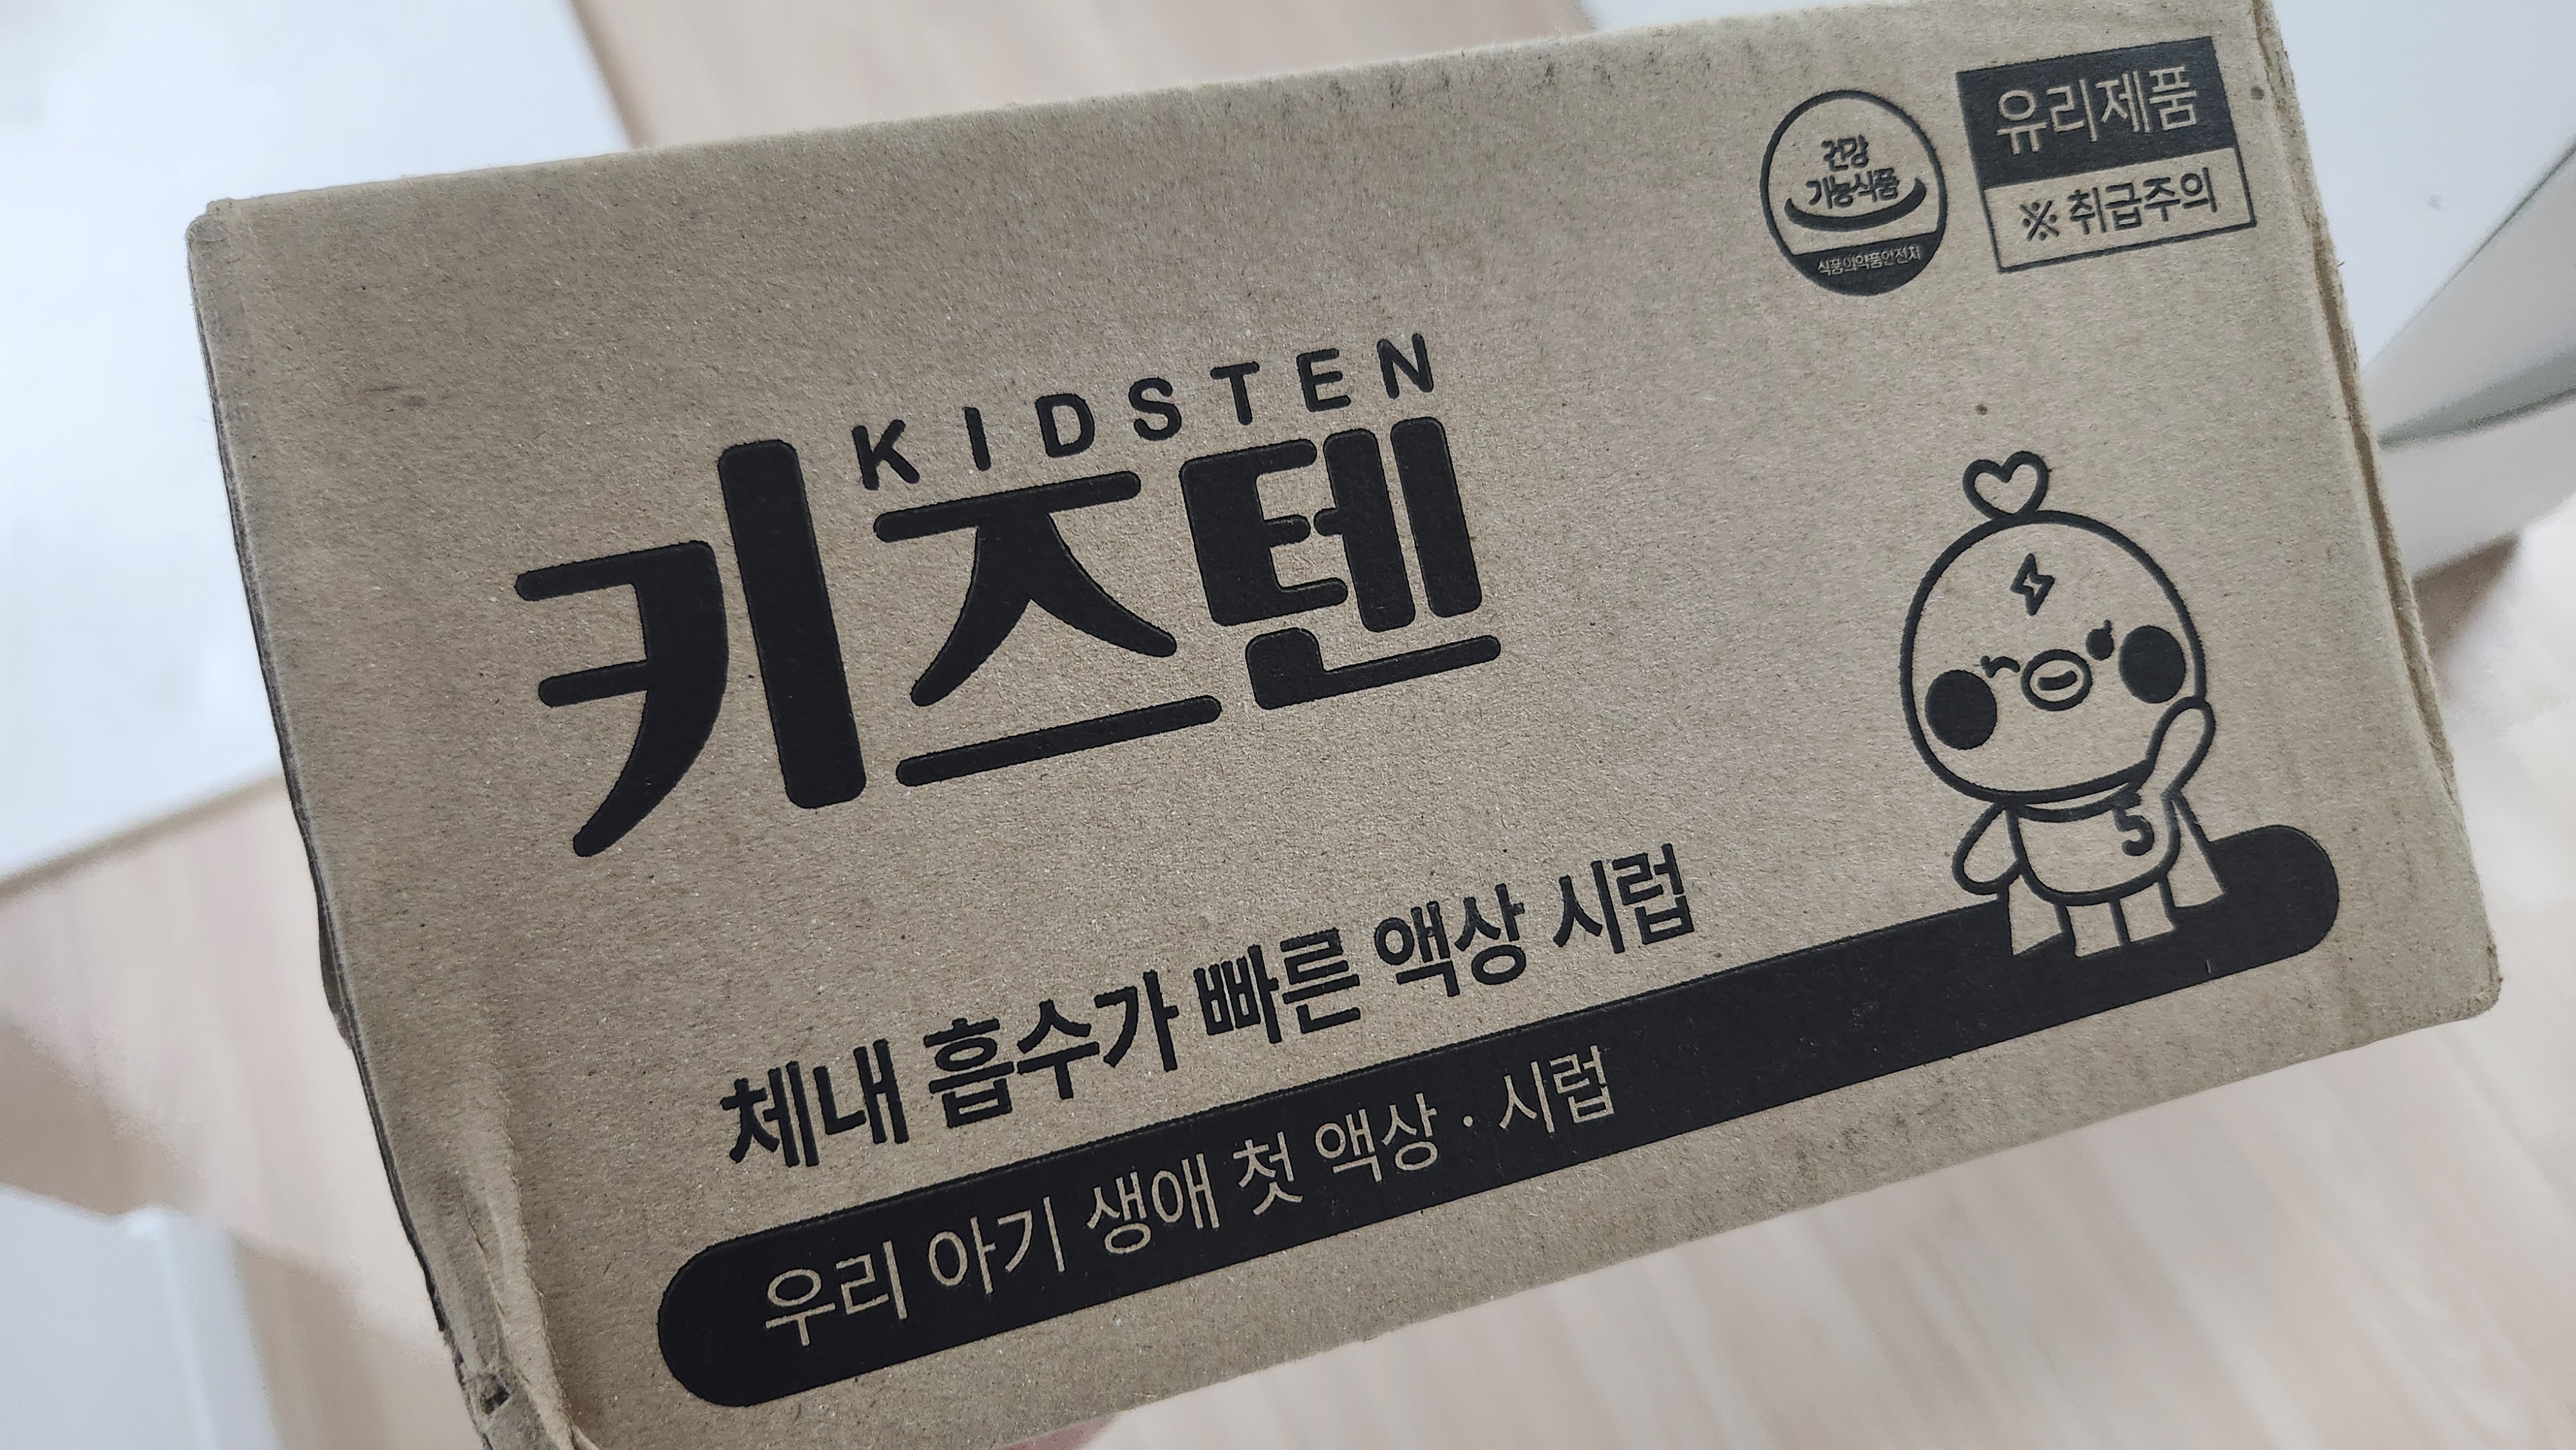 유리제품
※ 취급주의
건강
기능식품
식품의약품안전처
KIDSTEN
키즈텐
5
체내 흡수가 빠른 액상 시럽
우리 아기 생애 첫 액상 · 시럽